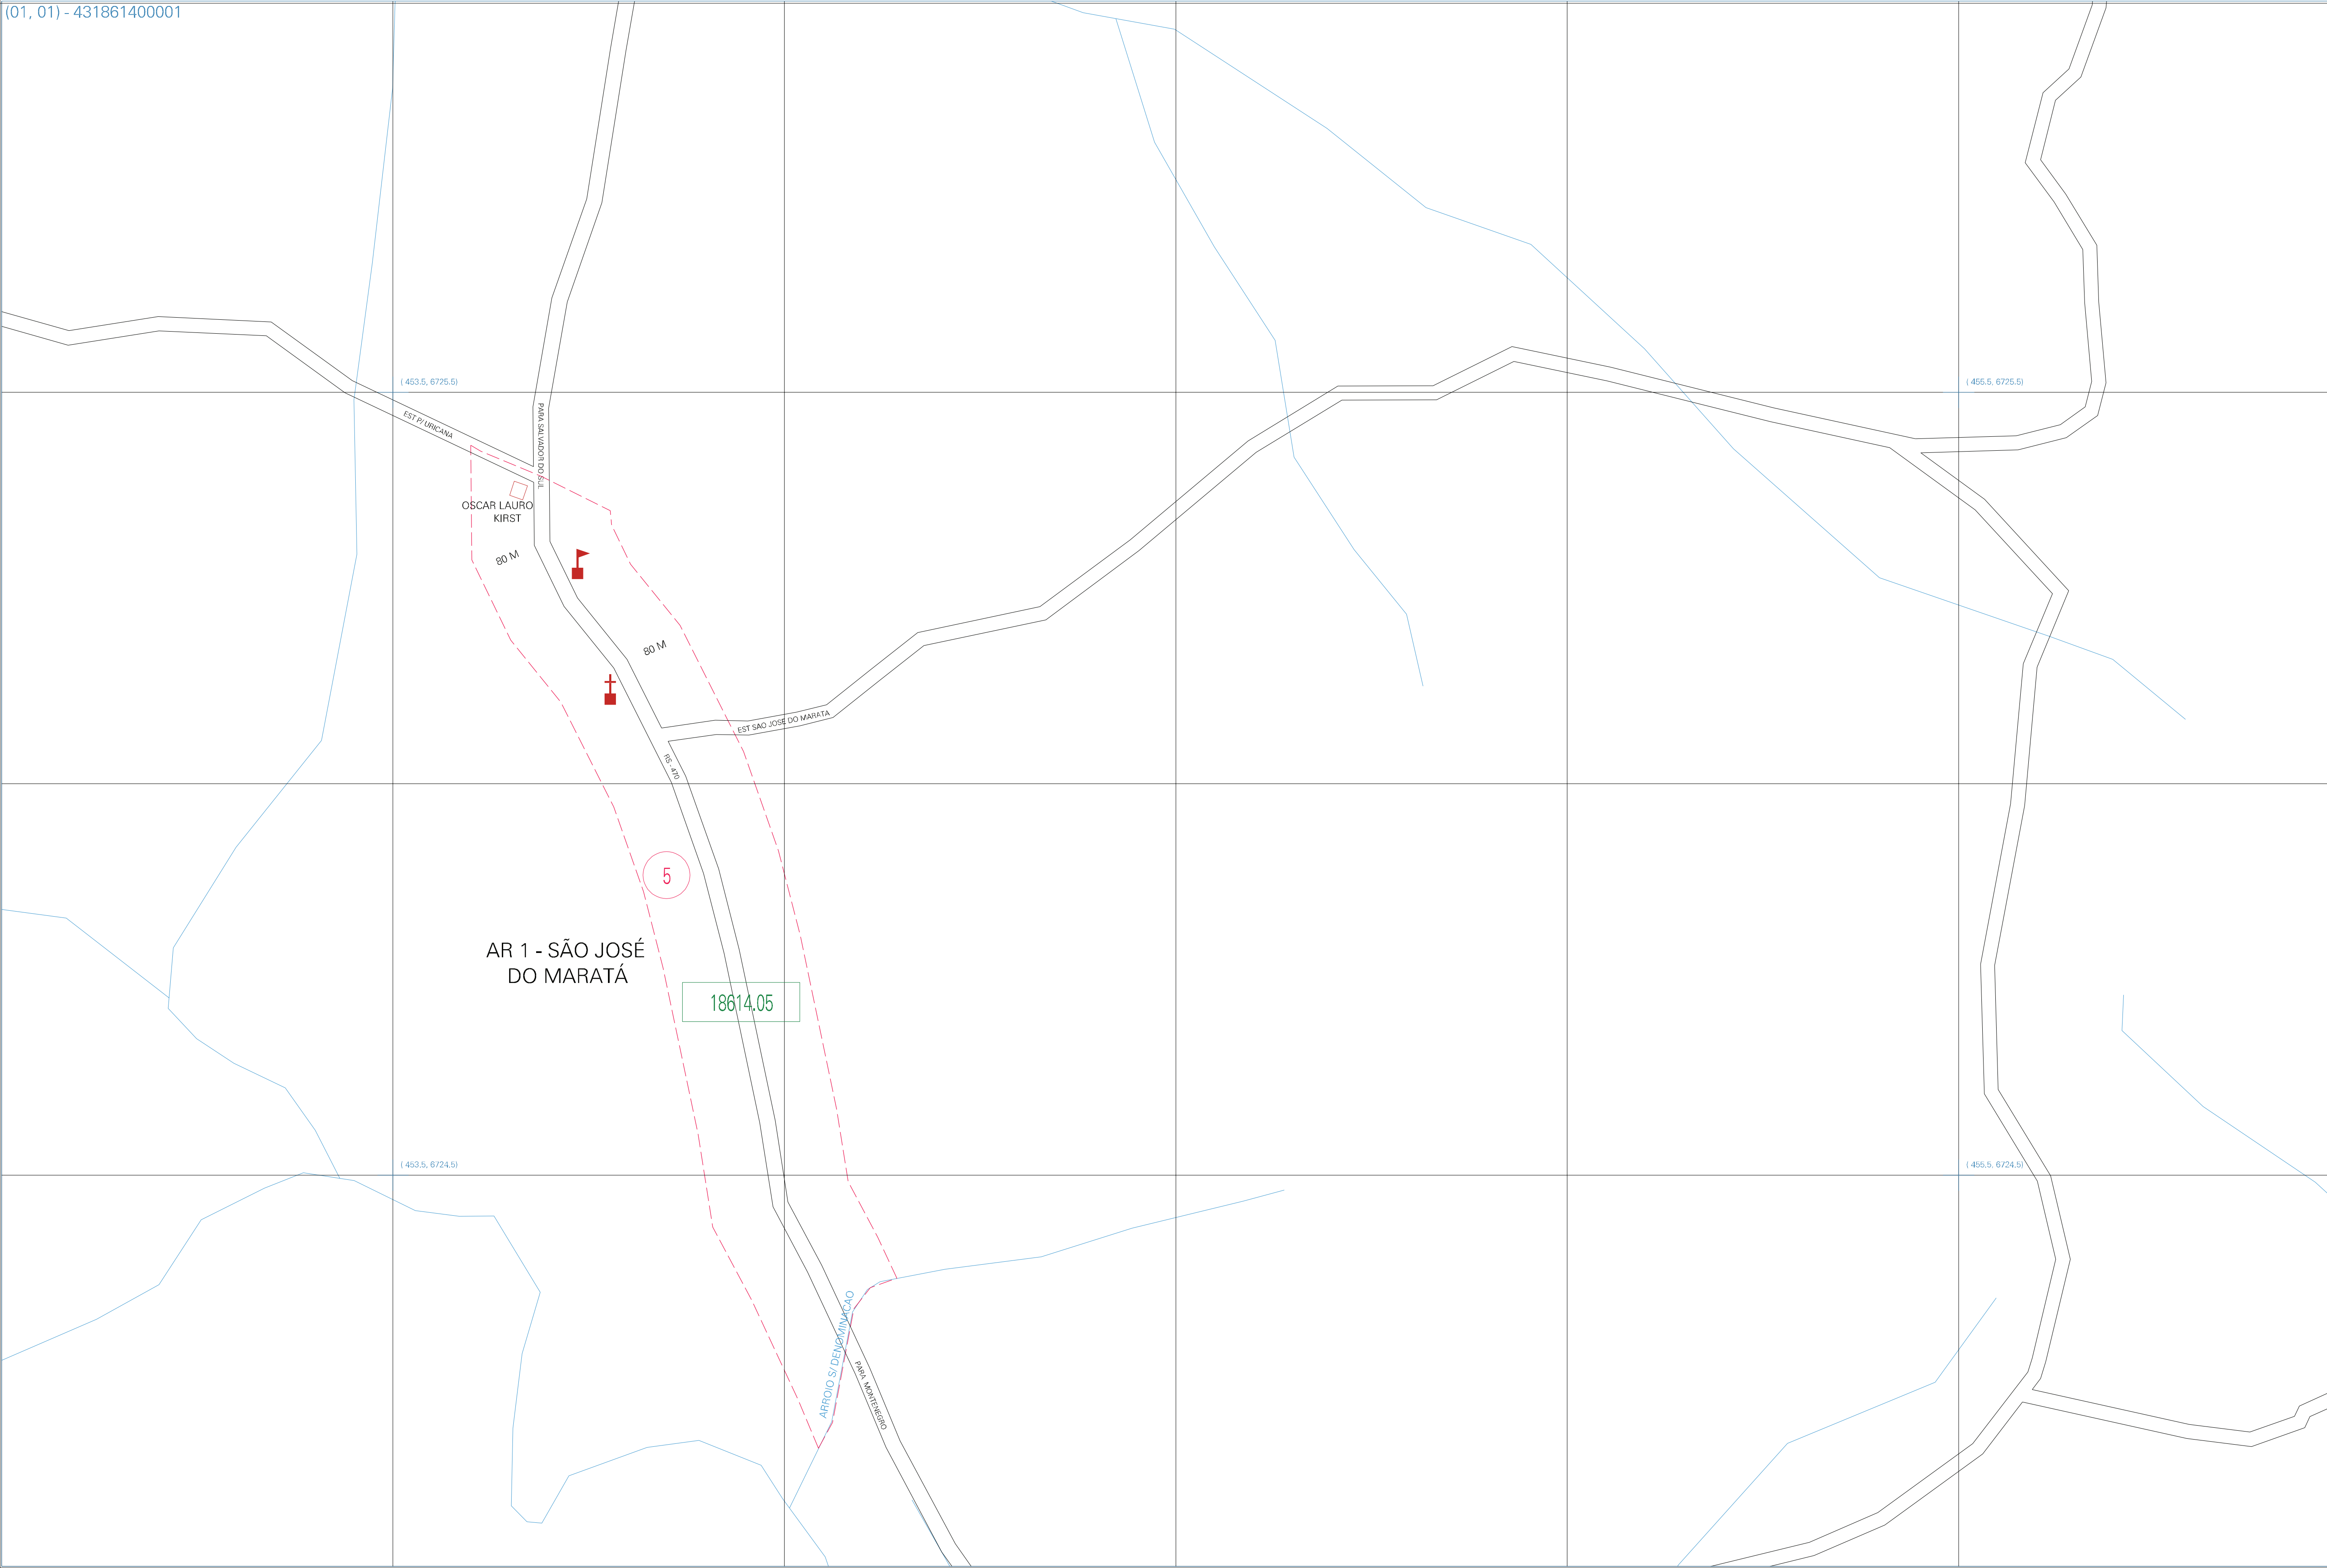 (01, 01) - 431861400001
( 453.5, 6725.5)
( 455.5, 6725.5)
EST P/ URICANA
PARA SALVADOR DO SUL
OSCAR LAURO
KIRST
80 M
80 M
EST SAO JOSE DO MARATA
RS - 470
5
AR 1 - SÃO JOSÉ
DO MARATÁ
18614.05
( 453.5, 6724.5)
( 455.5, 6724.5)
ARROIO S/ DENOMINACAO
PARA MONTENEGRO